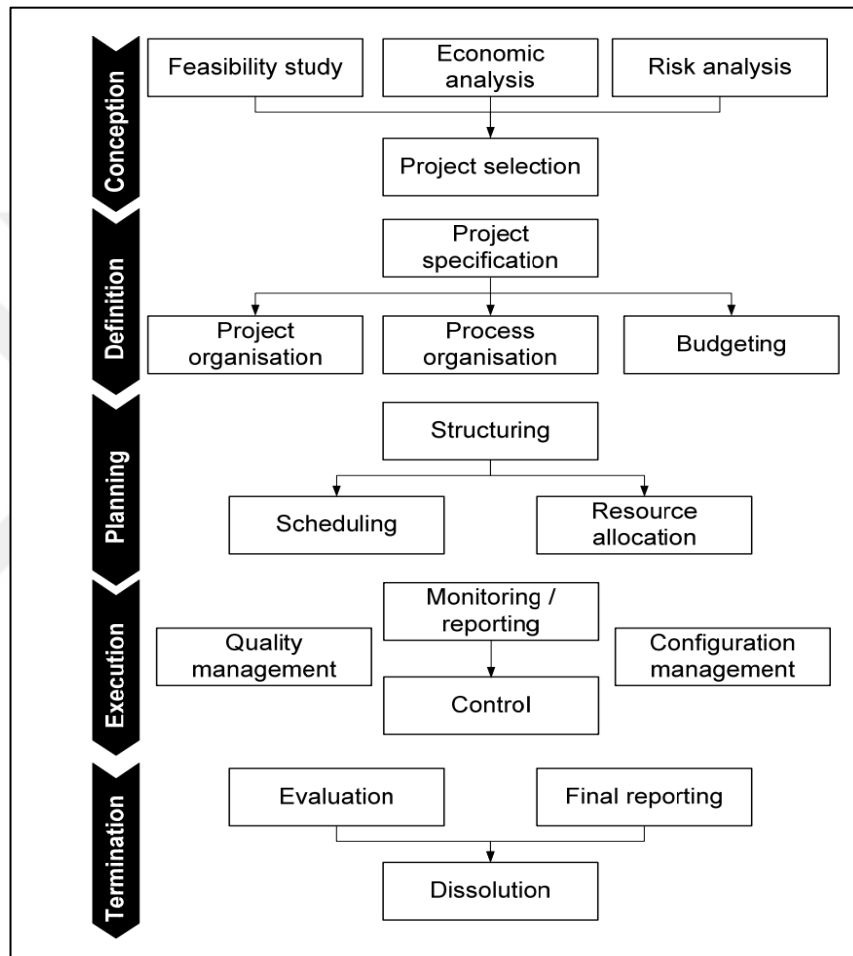 Conception
Feasibility study
Economic
analysis
Risk analysis
Project selection
Definition
Project
specification
Project
organisation
Process
organisation
Budgeting
Planning
Structuring
Scheduling
Resource
allocation
Execution
Monitoring /
reporting
Quality
management
Configuration
management
Control
Termination
Evaluation
Final reporting
Dissolution